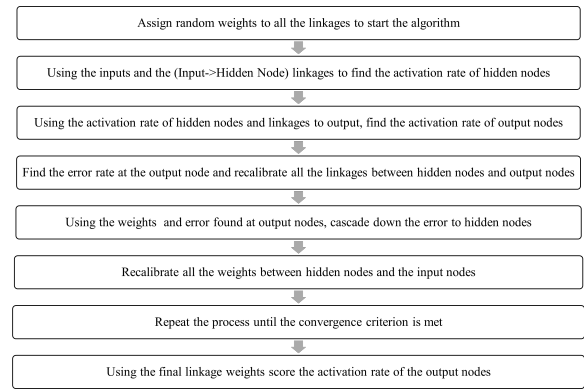 Assign random weights to all the linkages to start the algorithm
Using the inputs and the (Input->Hidden Node) linkages to find the activation rate of hidden nodes
Using the activation rate of hidden nodes and linkages to output, find the activation rate of output nodes
Find the error rate at the output node and recalibrate all the linkages between hidden nodes and output nodes
Using the weights and error found at output nodes, cascade down the error to hidden nodes
Recalibrate all the weights between hidden nodes and the input nodes
Repeat the process until the convergence criterion is met
Using the final linkage weights score the activation rate of the output nodes